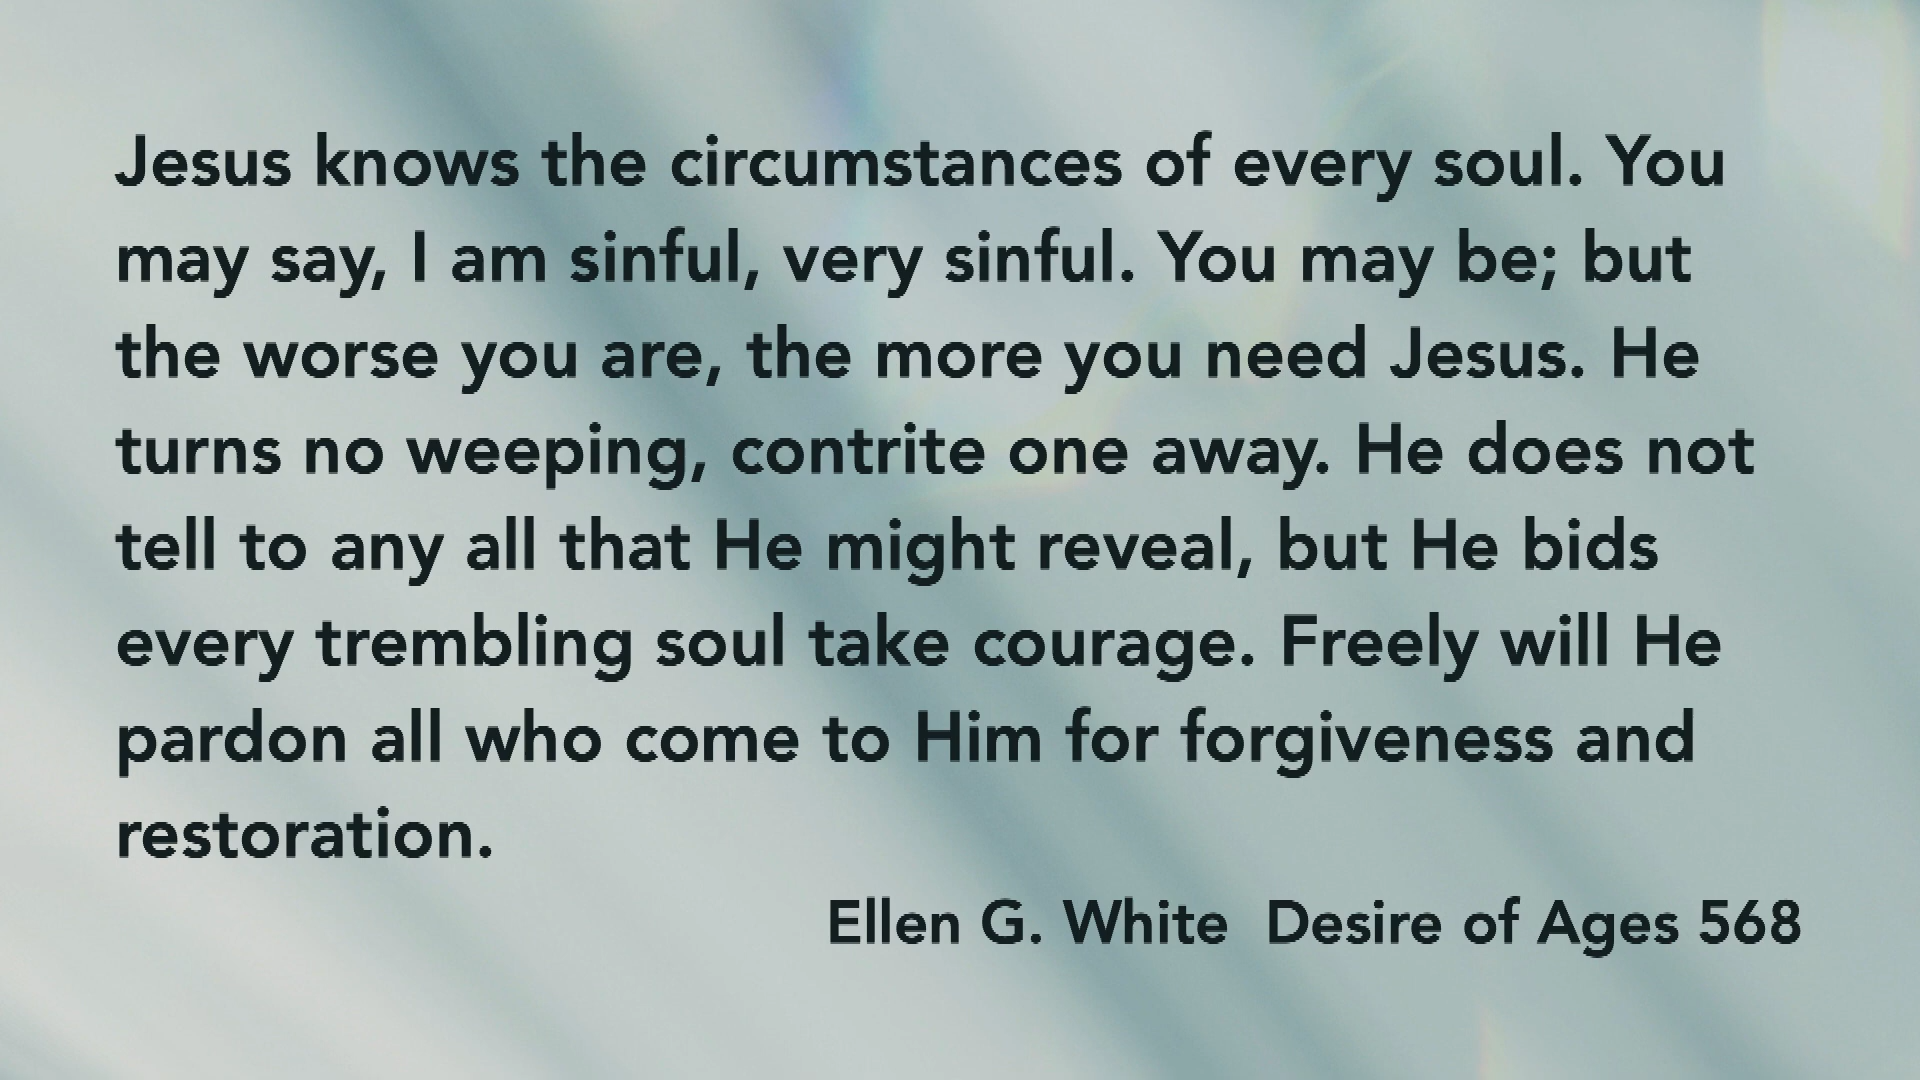 Jesus knows the circumstances of every soul. You
may say, I am sinful, very sinful. You may be; but
the worse you are, the more you need Jesus. He
turns no weeping, contrite one away. He does not
tell to any all that He might reveal, but He bids
every trembling soul take courage. Freely will He
pardon all who come to Him for forgiveness and
restoration.
Ellen G. White  Desire of Ages 568